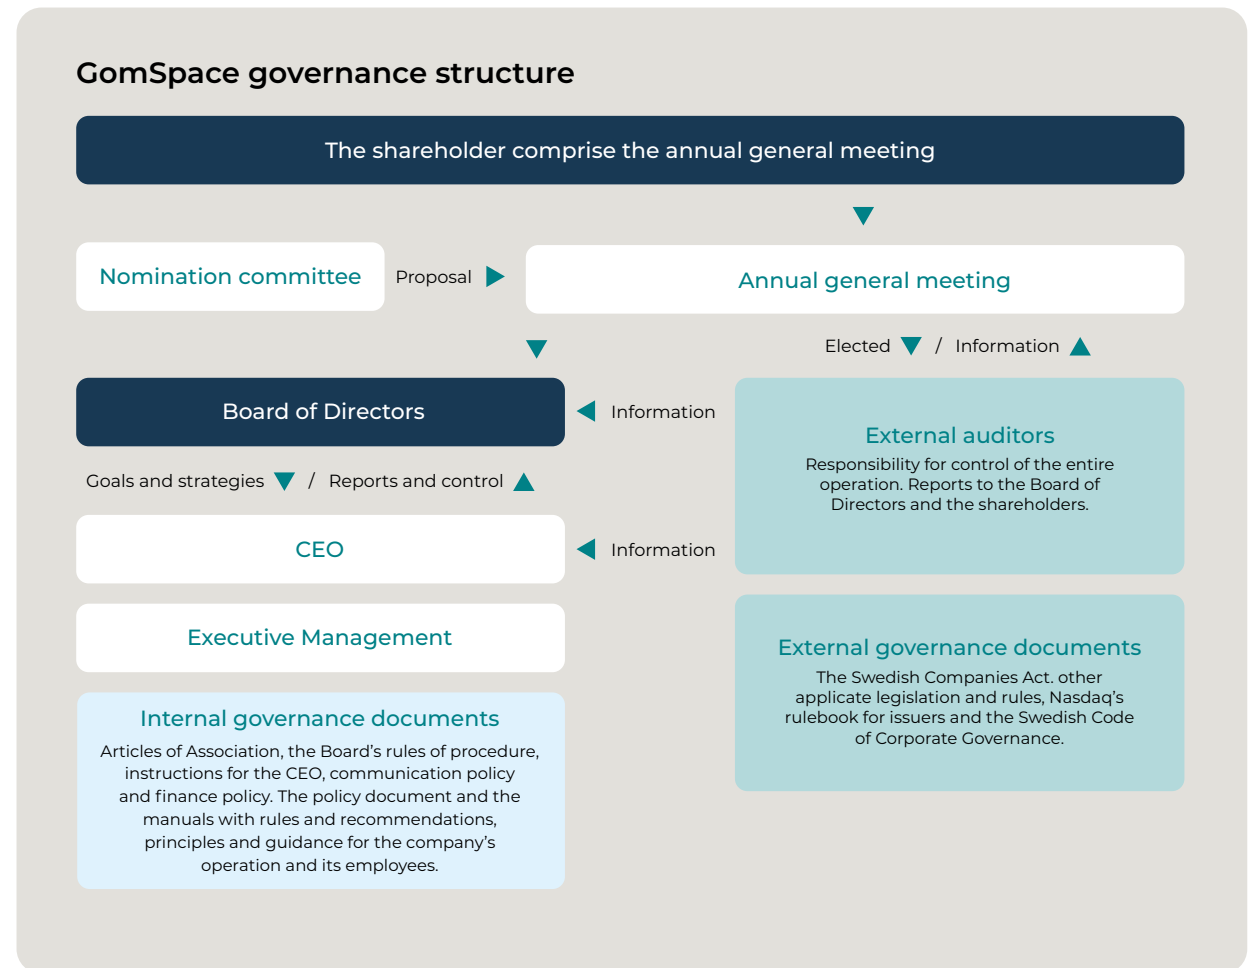 GomSpace governance structure
The shareholder comprise the annual general meeting
Nomination committee
Proposal
Annual general meeting
Elected / Information
Board of Directors
Information
External auditors
Responsibility for control of the entire
operation. Reports to the Board of
Directors and the shareholders.
Goals and strategies / Reports and control
CEO
Information
Executive Management
External governance documents
The Swedish Companies Act. other
applicate legislation and rules, Nasdaq’s
rulebook for issuers and the Swedish Code
of Corporate Governance.
Internal governance documents
Articles of Association, the Board’s rules of procedure,
instructions for the CEO, communication policy
and finance policy. The policy document and the
manuals with rules and recommendations,
principles and guidance for the company’s
operation and its employees.